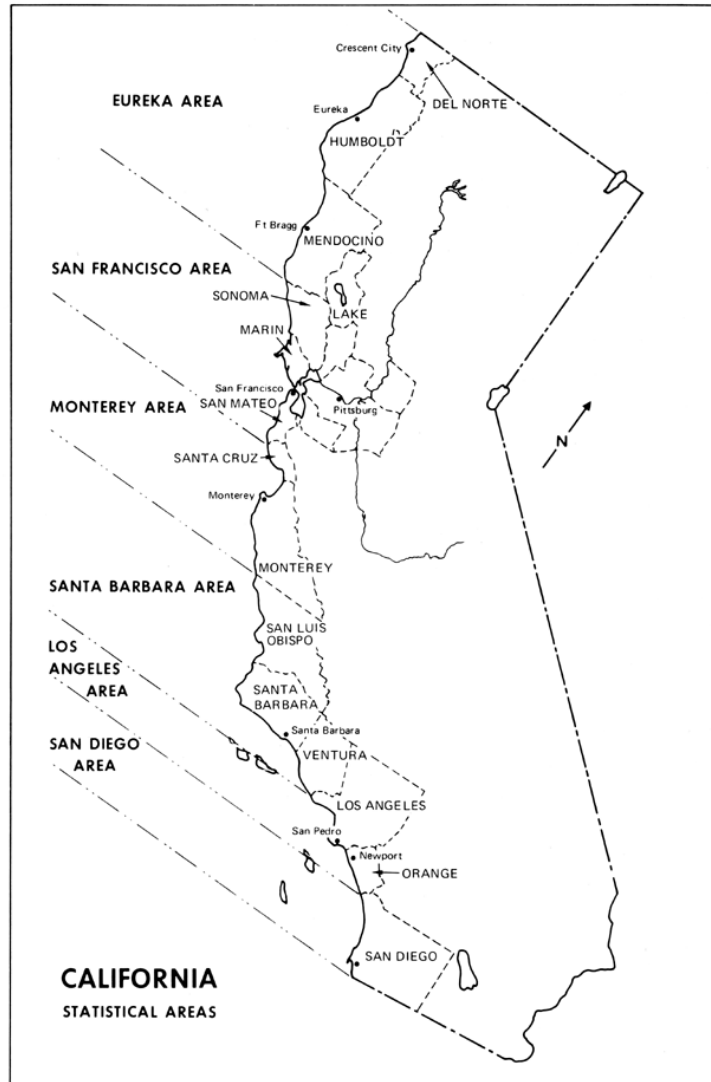 Crescent City
EUREKA AREA
DEL NORTE
Eureka
HUMBOLDT
Ft Bragg
MENDOCINO
SAN FRANCISCO AREA
SONOMA
LAKE
MARIN
San Francisco
SAN MATEO
MONTEREY AREA
Pittsburg
N
SANTA CRUZ
Monterey
MONTEREY
SANTA BARBARA AREA
SAN LUIS
OBISPO
LOS
ANGELES
AREA
SANTA
BARBARA
Santa Barbara
SAN DIEGO
AREA
VENTURA
LOS ANGELES
San Pedro
Newport
ORANGE
SAN DIEGO
CALIFORNIA
STATISTICAL AREAS